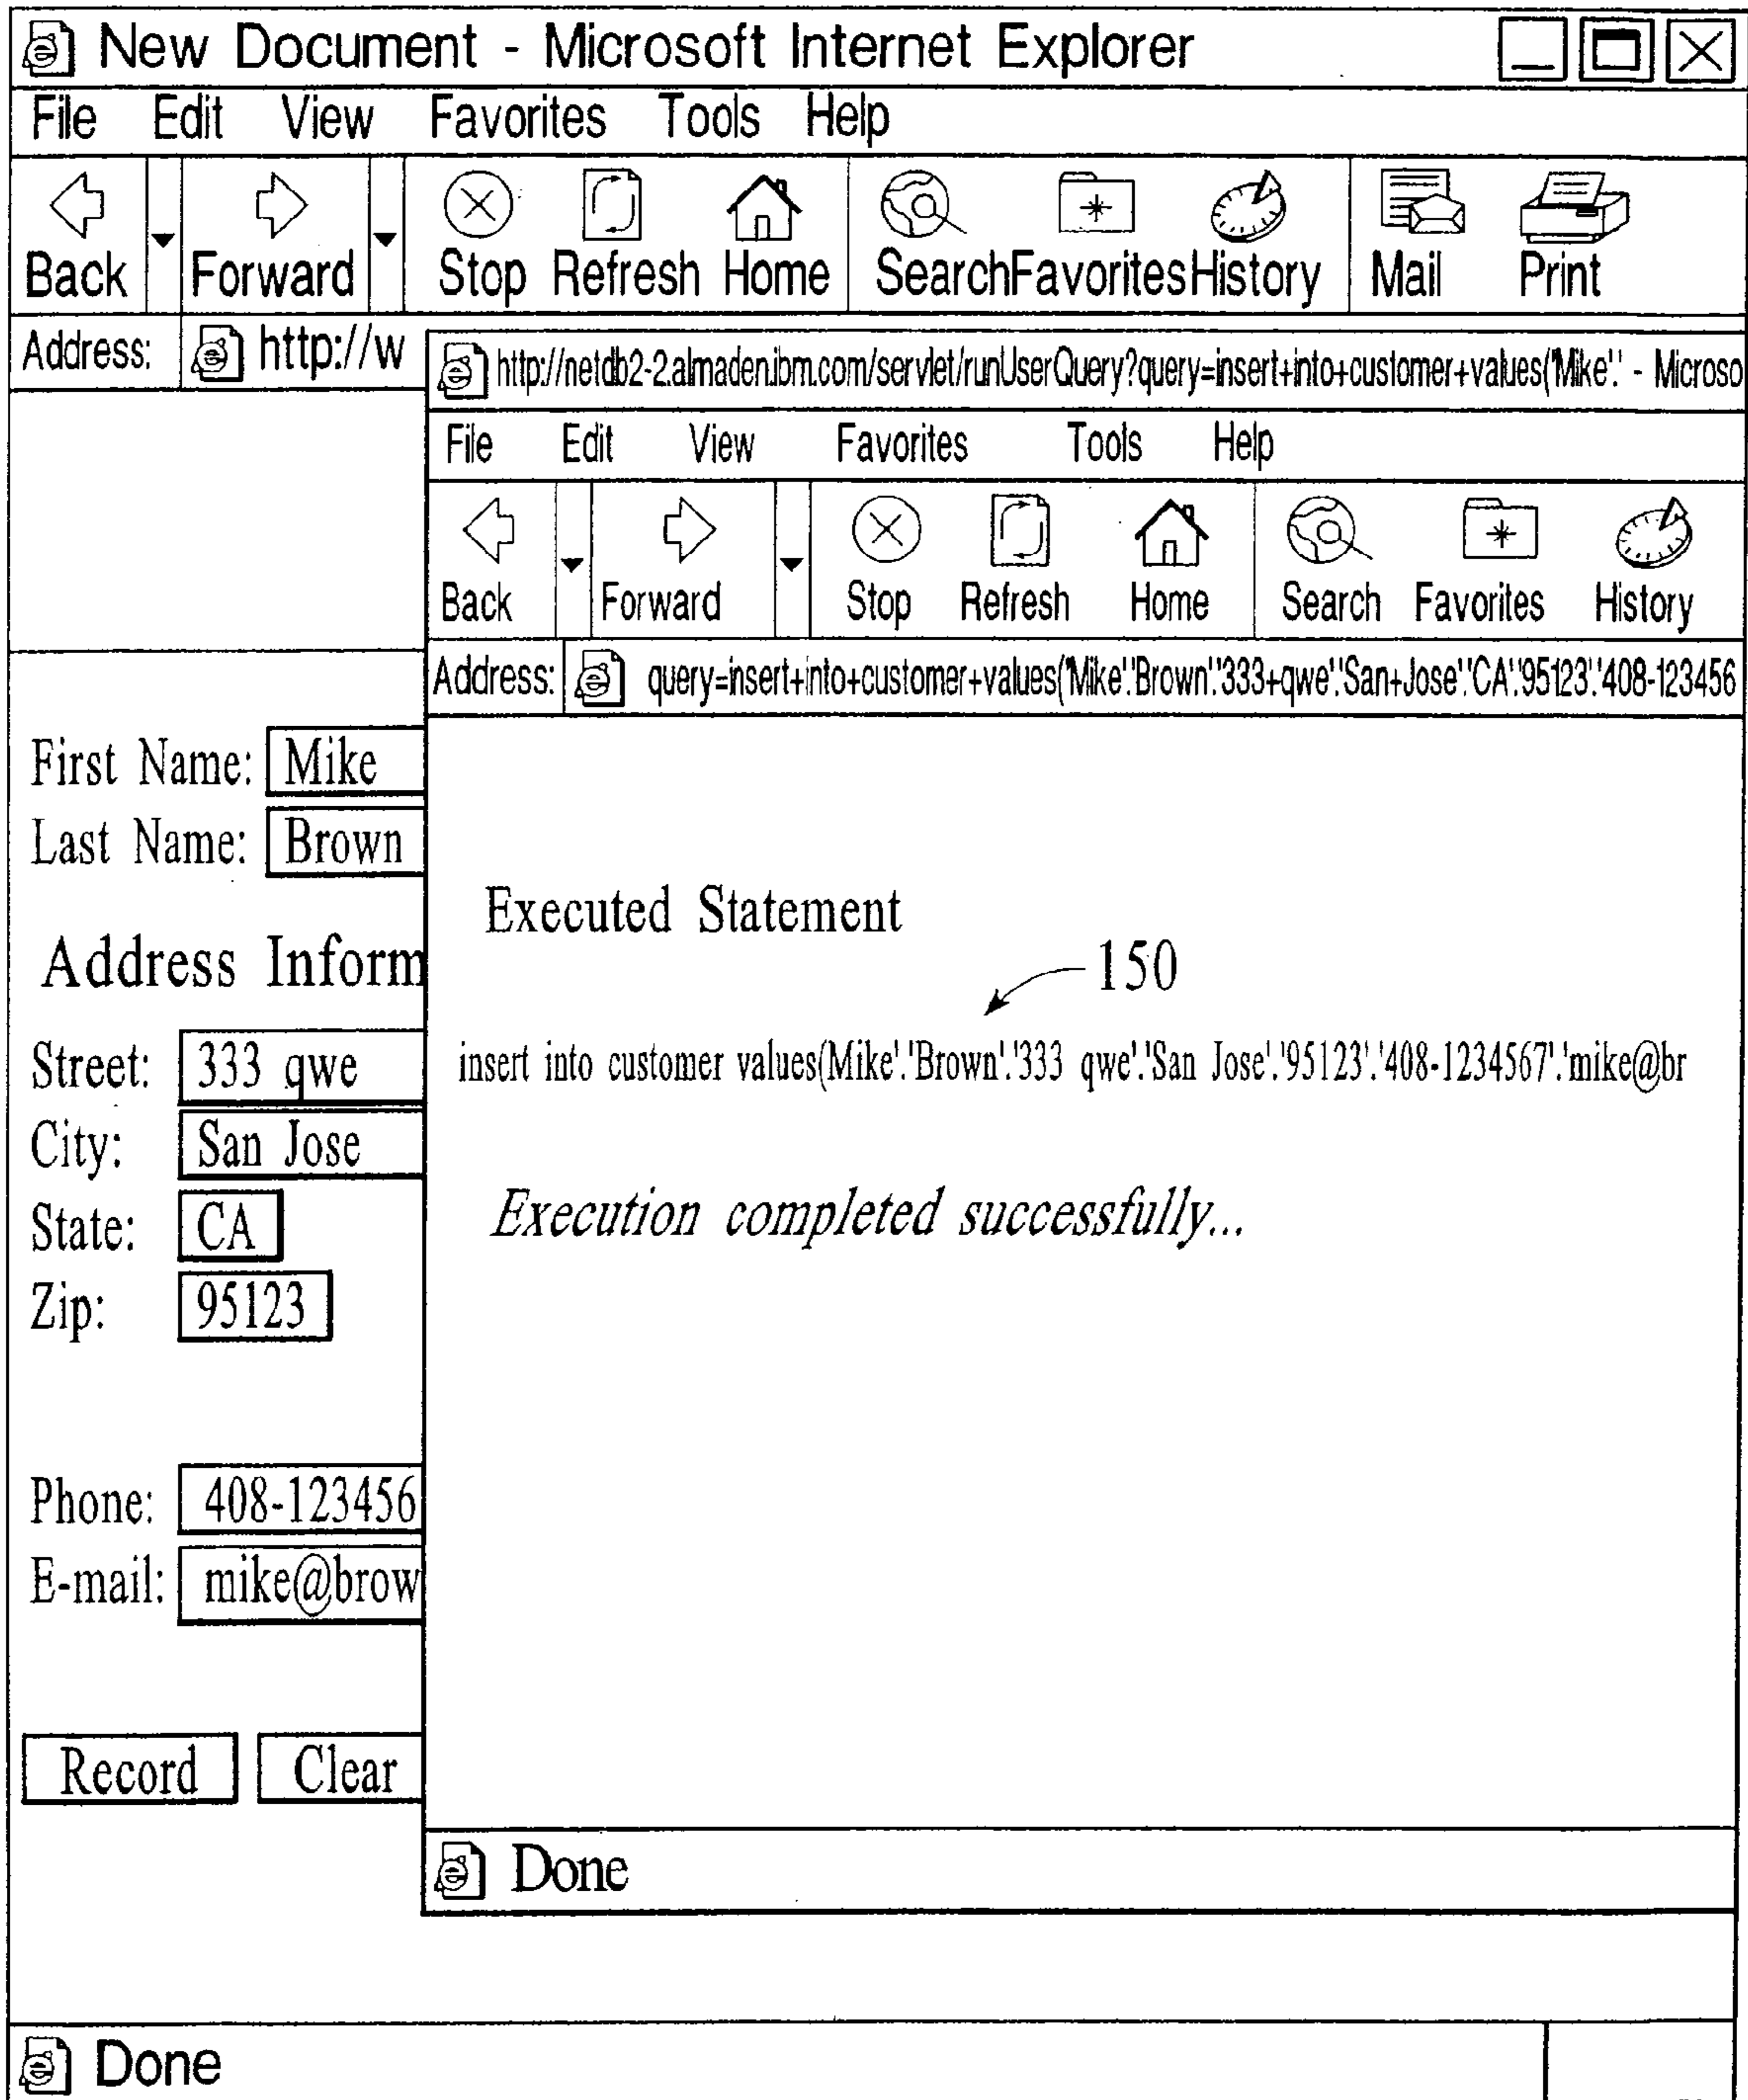 New Document - Microsoft Internet Explorer
File Edit View Favorites Tools Help
Back Forward Stop Refresh Home Search Favorites History Mail Print
Address: http://w
http://netdb2-2.almaden.ibm.com/servlet/runUserQuery?query=insert+into+customer+values('Mike'.' - Microso
File Edit View Favorites Tools Help
Back Forward Stop Refresh Home Search Favorites History
Address: query=insert+into+customer+values('Mike'.'Brown'.'333+qwe'.'San+Jose'.'CA'.'95123'.'408-123456
First Name: Mike
Last Name: Brown
Address Inform
Street: 333 qwe
City: San Jose
State: CA
Zip: 95123
Phone: 408-123456
E-mail: mike@brow
Record Clear
Executed Statement
150
insert into customer values(Mike'.'Brown'.'333 qwe'.'San Jose'.'95123'.'408-1234567'.'mike@br
Execution completed successfully...
Done
Done